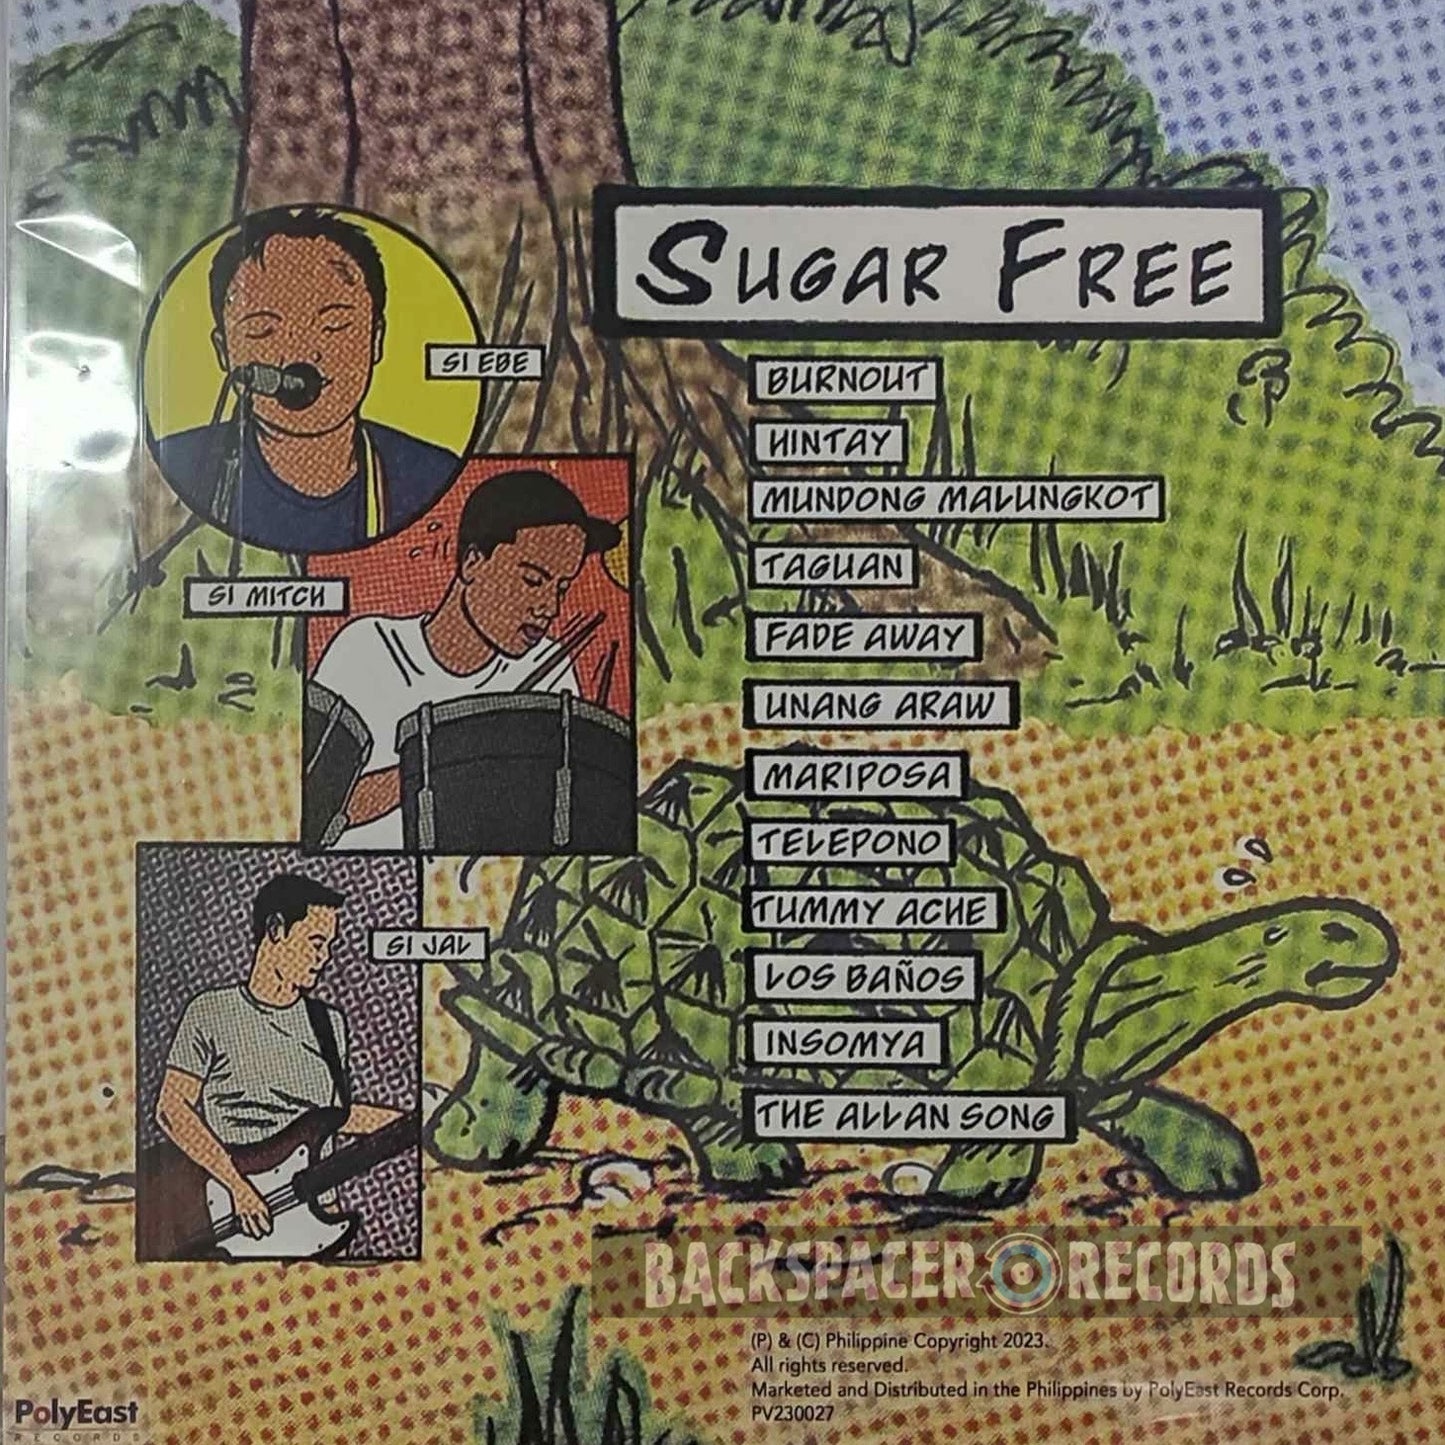 SUGAR FREE
SI EBE
BURNOUT
HINTAY
MUNDONG MALUNGKOT
TAGUAN
SI MITCH
FADE AWAY
UNANG ARAW
MARIPOSA
TELEPONO
TUMMY ACHE
SI JAL
LOS BAÑOS
INSOMYA
THE ALLAN SONG
BACKSPACER RECORDS
(P) & (C) Philippine Copyright 2023.
All rights reserved.
Marketed and Distributed in the Philippines by PolyEast Records Corp.
PV230027
PolyEast
RECORDS